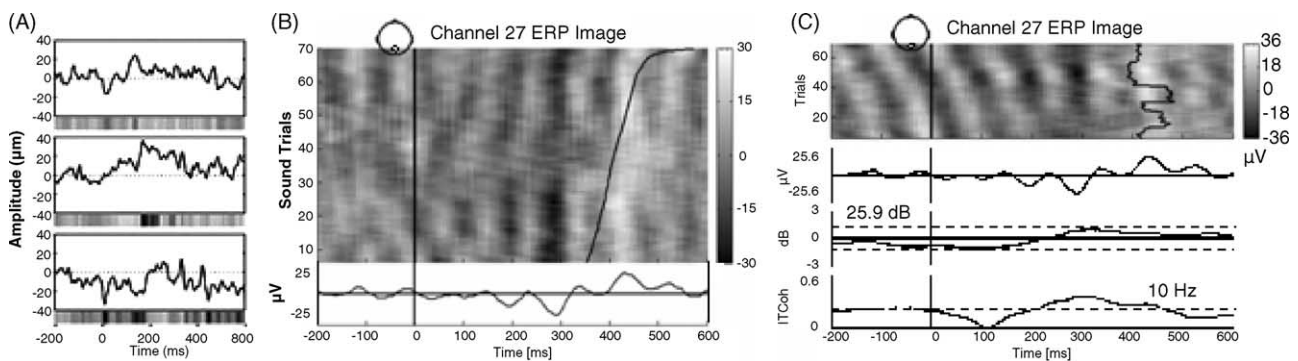 (A)
Amplitude (µm)
40
20
0
-20
-40
40
20
0
-20
-40
40
20
0
-20
-40
-200 0 200 400 600 800
Time (ms)
(B)
Channel 27 ERP Image
Sound Trials
70
60
50
40
30
20
10
30
15
0
-15
-30
µV
25
-25
-200 -100 0 100 200 300 400 500 600
Time [ms]
(C)
Channel 27 ERP Image
Trials
60
40
20
36
18
0
-18
-36
µV
µV
25.6
-25.6
25.9 dB
dB
3
0
-3
10 Hz
ITCoh
0.6
0
-200 -100 0 100 200 300 400 500 600
Time [ms]